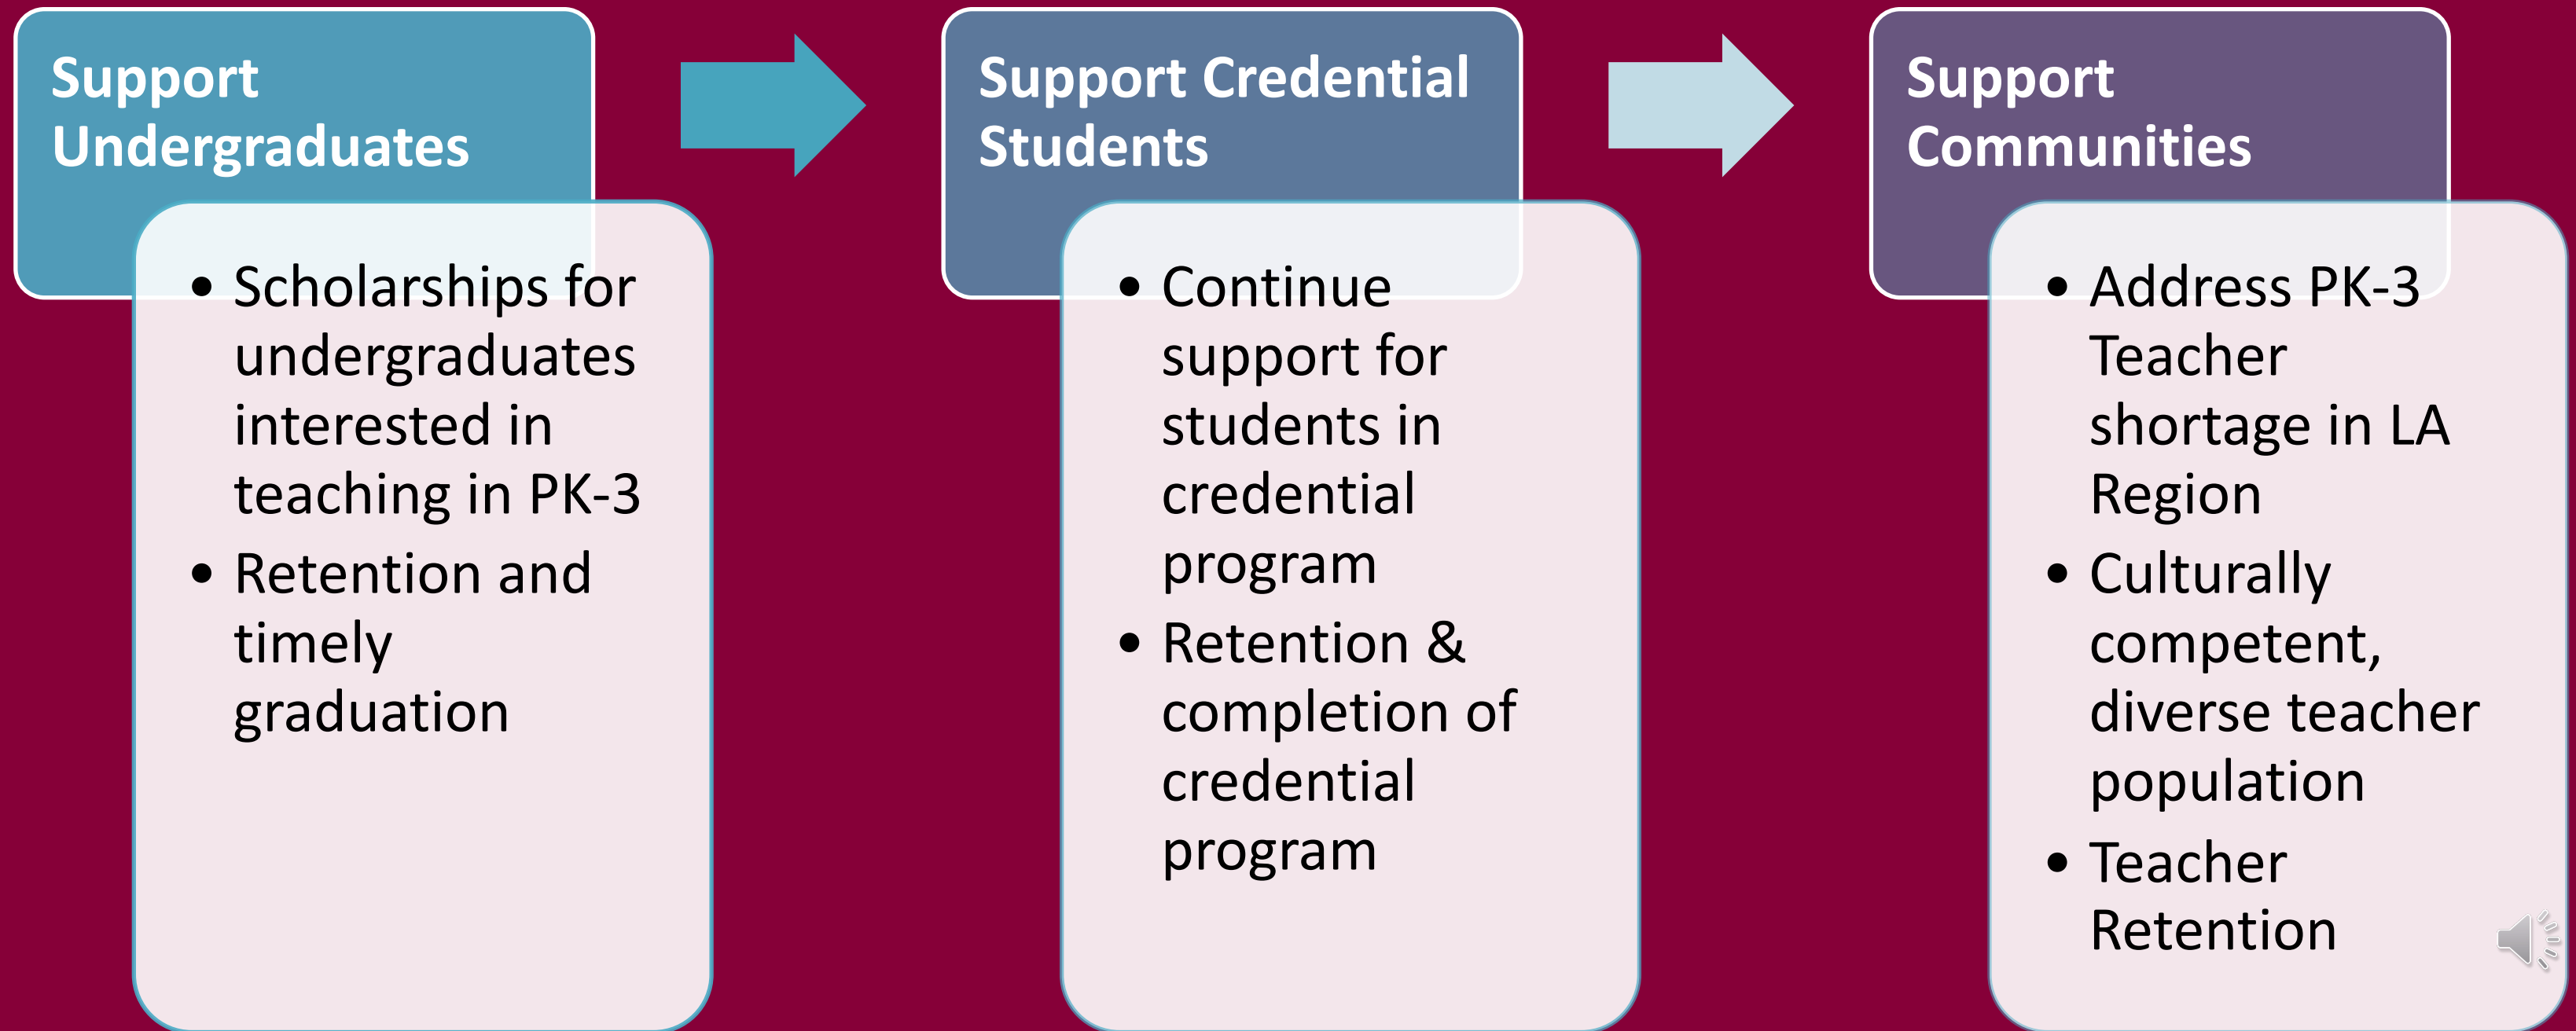 Support
Undergraduates
• Scholarships for
undergraduates
interested in
teaching in PK-3
• Retention and
timely
graduation
Support Credential
Students
• Continue
support for
students in
credential
program
• Retention &
completion of
credential
program
Support
Communities
• Address PK-3
Teacher
shortage in LA
Region
• Culturally
competent,
diverse teacher
population
• Teacher
Retention